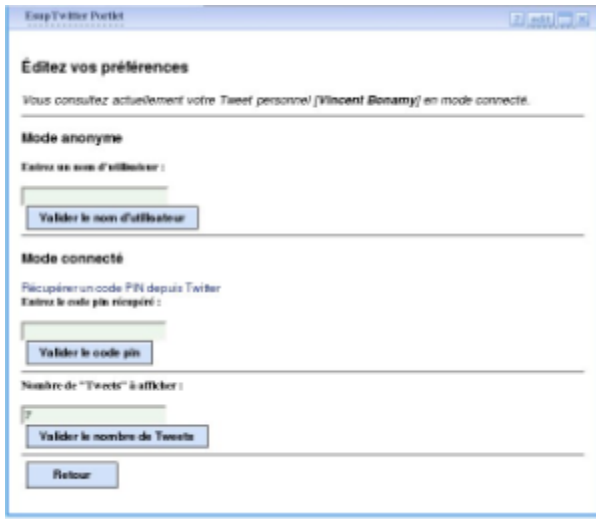 EsupTwitter Portlet
? edit
Éditez vos préférences
Vous consultez actuellement votre Tweet personnel [Vincent Bonamy] en mode connecté.
Mode anonyme
Entrez un nom d'utilisateur :
Valider le nom d'utilisateur
Mode connecté
Récupérer un code PIN depuis Twitter
Entrez le code pin récupéré :
Valider le code pin
Nombre de "Tweets" à afficher :
7
Valider le nombre de Tweets
Retour